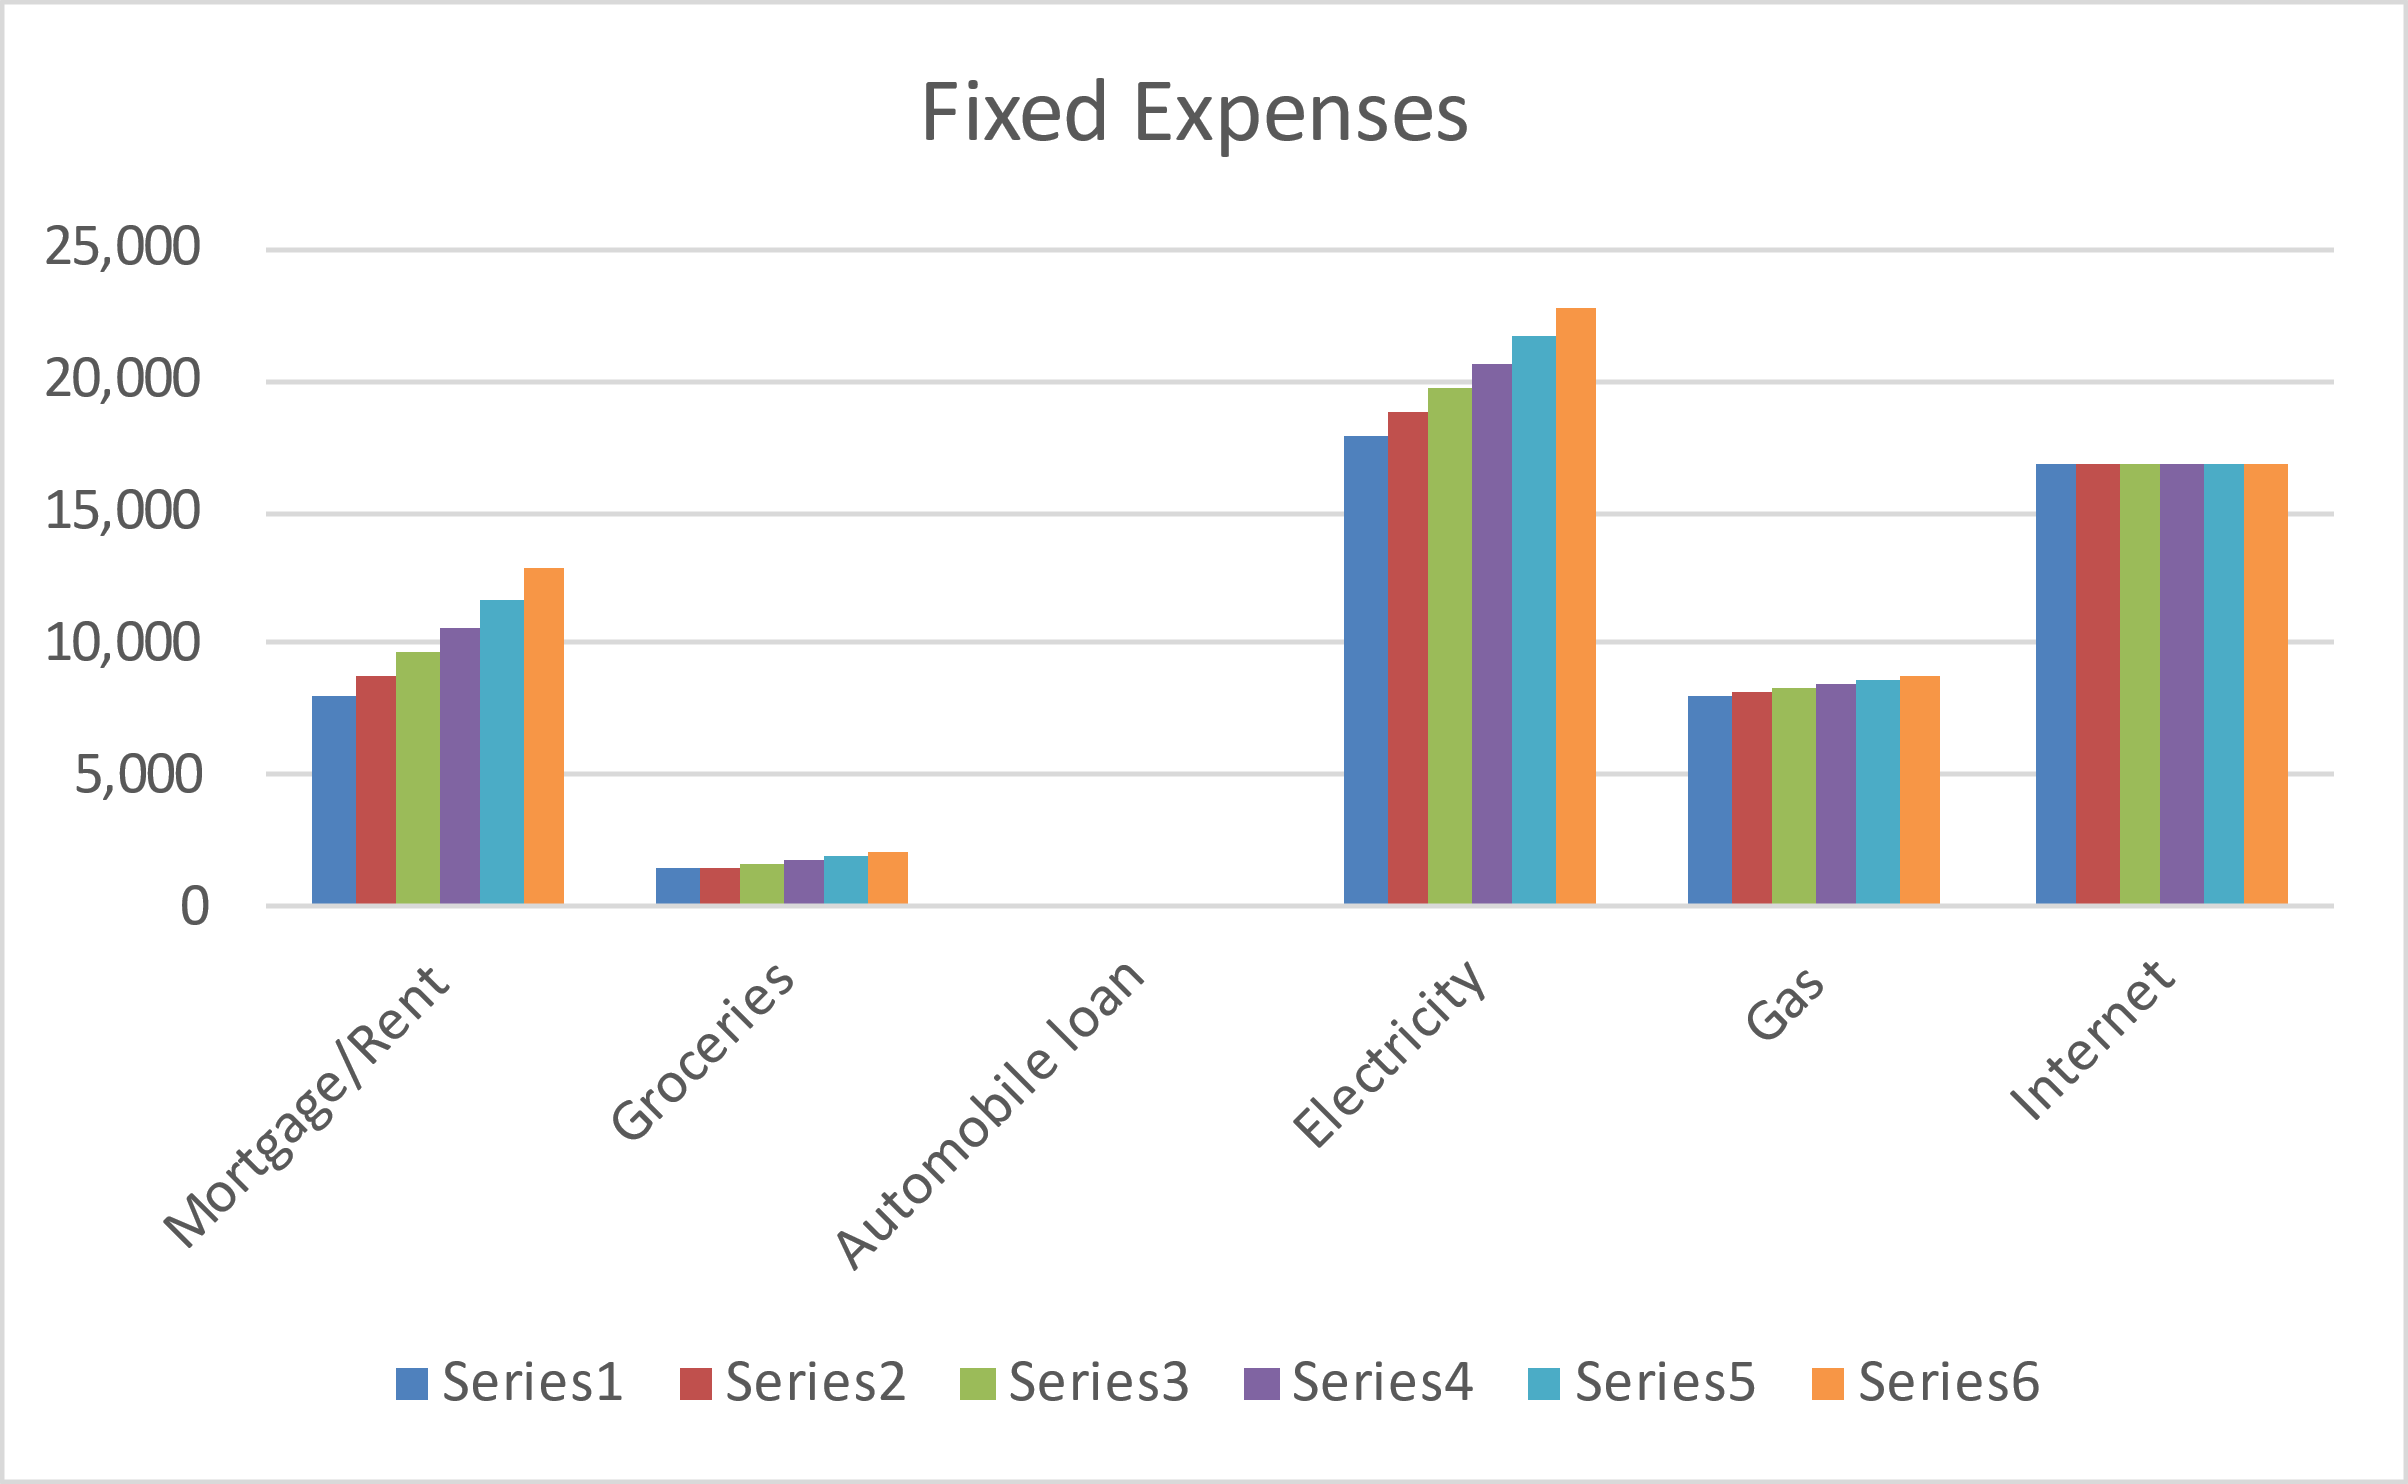 Fixed Expenses
25,000
20,000
15,000
10,000
5,000
0
Mortgage/Rent
Groceries
Automobile loan
Electricity
Gas
Internet
Series1 Series2 Series3 Series4 Series5 Series6